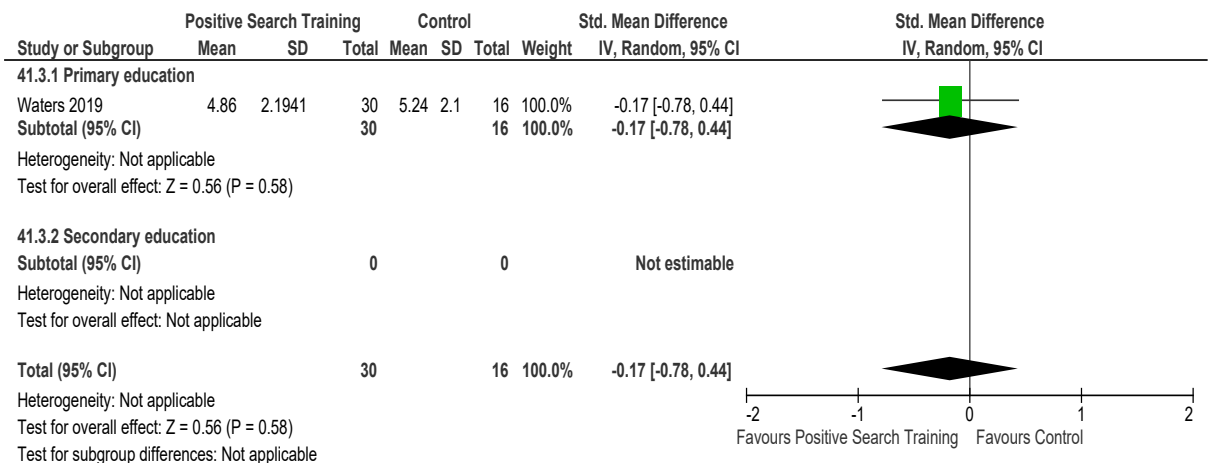 Positive Search Training Control Std. Mean Difference Std. Mean Difference
Study or Subgroup Mean SD Total Mean SD Total Weight IV, Random, 95% CI IV, Random, 95% CI
41.3.1 Primary education
Waters 2019 4.86 2.1941 30 5.24 2.1 16 100.0% -0.17 [-0.78, 0.44]
Subtotal (95% CI) 30 16 100.0% -0.17 [-0.78, 0.44]
Heterogeneity: Not applicable
Test for overall effect: Z = 0.56 (P = 0.58)
41.3.2 Secondary education
Subtotal (95% CI) 0 0 Not estimable
Heterogeneity: Not applicable
Test for overall effect: Not applicable
Total (95% CI) 30 16 100.0% -0.17 [-0.78, 0.44]
Heterogeneity: Not applicable
Test for overall effect: Z = 0.56 (P = 0.58)
Test for subgroup differences: Not applicable
-2 -1 0 1 2
Favours Positive Search Training Favours Control